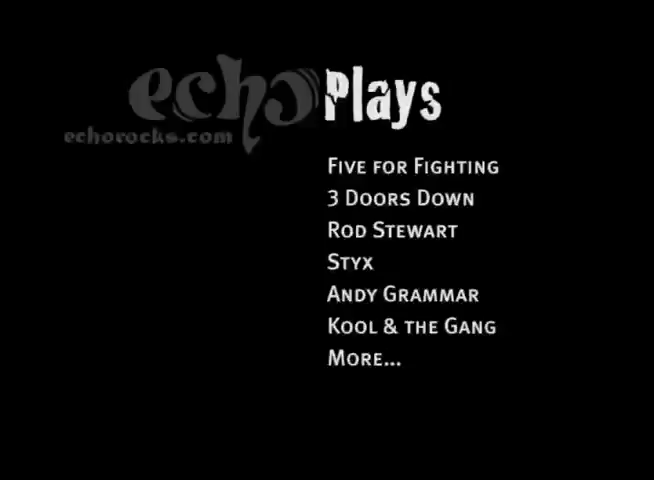 echo Plays
echorocks.com
Five for Fighting
3 Doors Down
Rod Stewart
Styx
Andy Grammar
Kool & the Gang
More...